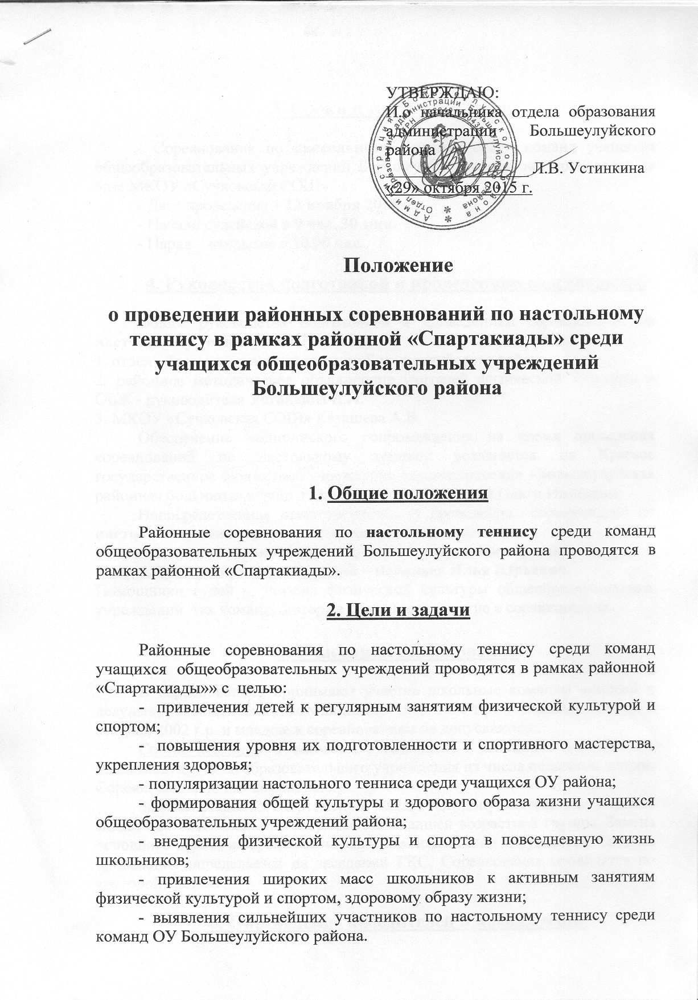 УТВЕРЖДАЮ:
И.о начальника отдела образования
администрации Большеулуйского
района
Л.В. Устинкина
«29» октября 2015 г.
Положение
о проведении районных соревнований по настольному
теннису в рамках районной «Спартакиады» среди
учащихся общеобразовательных учреждений
Большеулуйского района
1. Общие положения
Районные соревнования по настольному теннису среди команд
общеобразовательных учреждений Большеулуйского района проводятся в
рамках районной «Спартакиады».
2. Цели и задачи
Районные соревнования по настольному теннису среди команд
учащихся общеобразовательных учреждений проводятся в рамках районной
«Спартакиады»» с целью:
- привлечения детей к регулярным занятиям физической культурой и
спортом;
- повышения уровня их подготовленности и спортивного мастерства,
укрепления здоровья;
- популяризации настольного тенниса среди учащихся ОУ района;
- формирования общей культуры и здорового образа жизни учащихся
общеобразовательных учреждений района;
- внедрения физической культуры и спорта в повседневную жизнь
школьников;
- привлечения широких масс школьников к активным занятиям
физической культурой и спортом, здоровому образу жизни;
- выявления сильнейших участников по настольному теннису среди
команд ОУ Большеулуйского района.